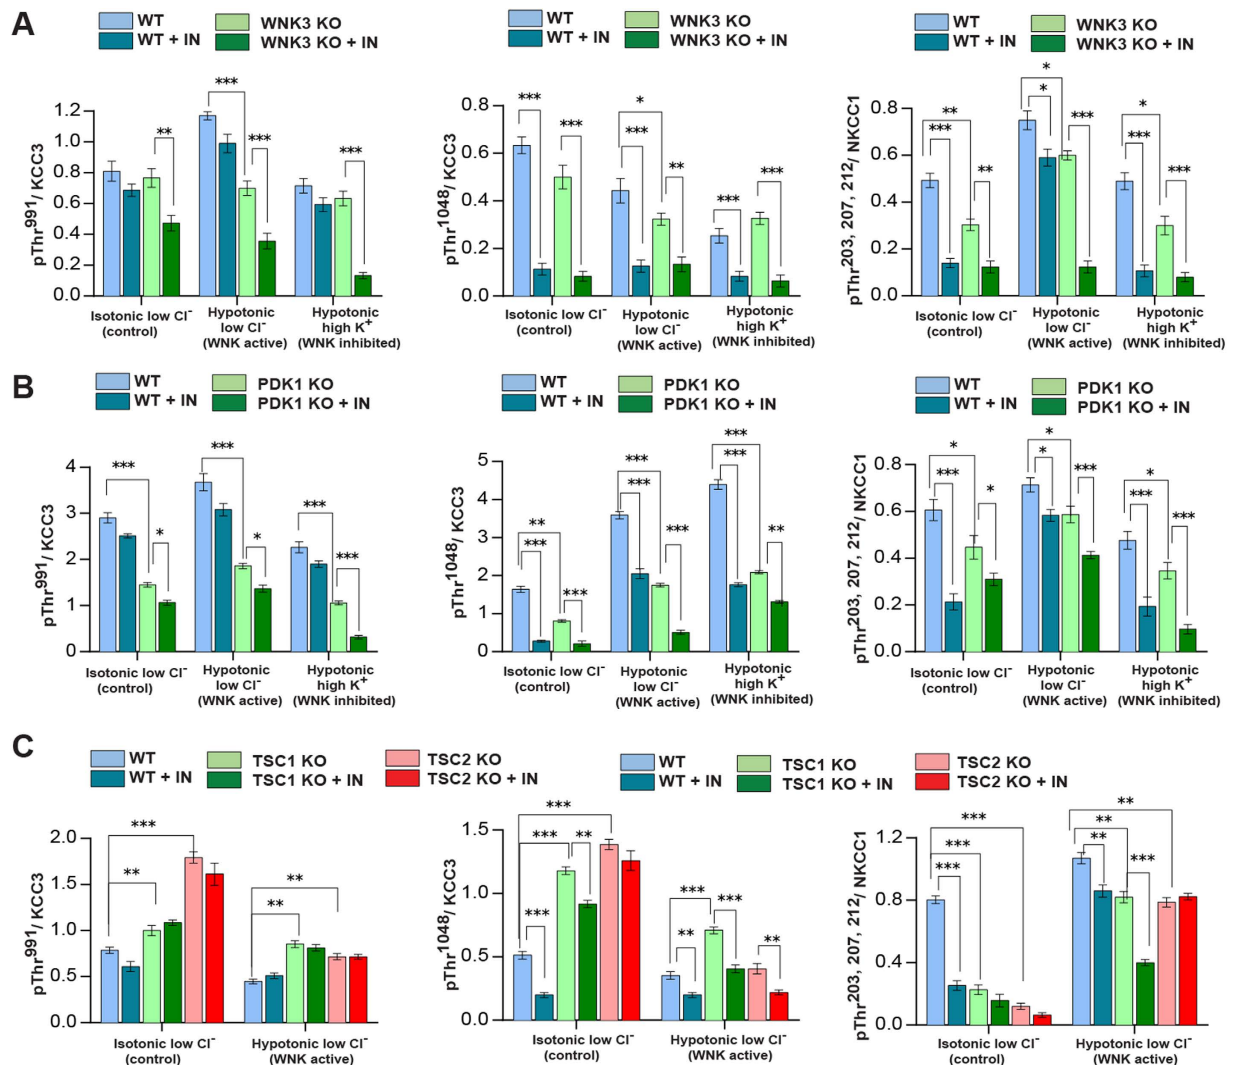 A
WT
WT + IN
WNK3 KO
WNK3 KO + IN
WT
WT + IN
WNK3 KO
WNK3 KO + IN
WT
WT + IN
WNK3 KO
WNK3 KO + IN
pThr991/ KCC3
1.2
1.0
0.8
0.6
0.4
0.2
0.0
**
***
***
***
Isotonic low Cl⁻
(control)
Hypotonic
low Cl⁻
(WNK active)
Hypotonic
high K⁺
(WNK inhibited)
pThr1048/ KCC3
0.8
0.6
0.4
0.2
0.0
***
***
*
***
**
***
***
Isotonic low Cl⁻
(control)
Hypotonic
low Cl⁻
(WNK active)
Hypotonic
high K⁺
(WNK inhibited)
pThr203, 207, 212/ NKCC1
0.8
0.6
0.4
0.2
0.0
**
***
**
*
*
***
*
***
***
Isotonic low Cl⁻
(control)
Hypotonic
low Cl⁻
(WNK active)
Hypotonic
high K⁺
(WNK inhibited)
B
WT
WT + IN
PDK1 KO
PDK1 KO + IN
WT
WT + IN
PDK1 KO
PDK1 KO + IN
WT
WT + IN
PDK1 KO
PDK1 KO + IN
pThr991/ KCC3
4
3
2
1
0
***
*
***
*
***
***
Isotonic low Cl⁻
(control)
Hypotonic
low Cl⁻
(WNK active)
Hypotonic
high K⁺
(WNK inhibited)
pThr1048/ KCC3
5
4
3
2
1
0
**
***
***
***
***
***
***
***
**
Isotonic low Cl⁻
(control)
Hypotonic
low Cl⁻
(WNK active)
Hypotonic
high K⁺
(WNK inhibited)
pThr203, 207, 212/ NKCC1
0.8
0.6
0.4
0.2
0
*
***
*
*
*
***
*
***
***
Isotonic low Cl⁻
(control)
Hypotonic
low Cl⁻
(WNK active)
Hypotonic
high K⁺
(WNK inhibited)
C
WT
WT + IN
TSC1 KO
TSC1 KO + IN
TSC2 KO
TSC2 KO + IN
WT
WT + IN
TSC1 KO
TSC1 KO + IN
TSC2 KO
TSC2 KO + IN
pThr991/ KCC3
2.0
1.5
1.0
0.5
0.0
***
**
**
**
Isotonic low Cl⁻
(control)
Hypotonic low Cl⁻
(WNK active)
pThr1048/ KCC3
1.5
1.0
0.5
0.0
***
***
**
***
***
**
***
**
Isotonic low Cl⁻
(control)
Hypotonic low Cl⁻
(WNK active)
pThr203, 207, 212/ NKCC1
1.2
0.8
0.4
0.0
***
***
***
**
**
**
***
Isotonic low Cl⁻
(control)
Hypotonic low Cl⁻
(WNK active)